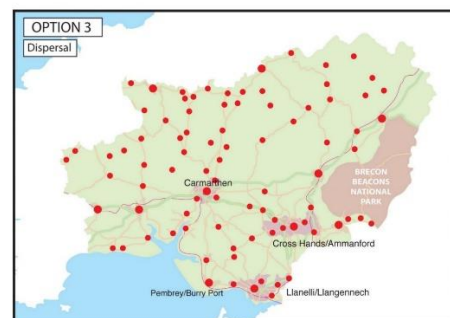 OPTION 3
Dispersal
BRECON
BEACONS
NATIONAL
PARK
Carmarthen
Cross Hands/Ammanford
Pembrey/Burry Port
Llanelli/Llangennech